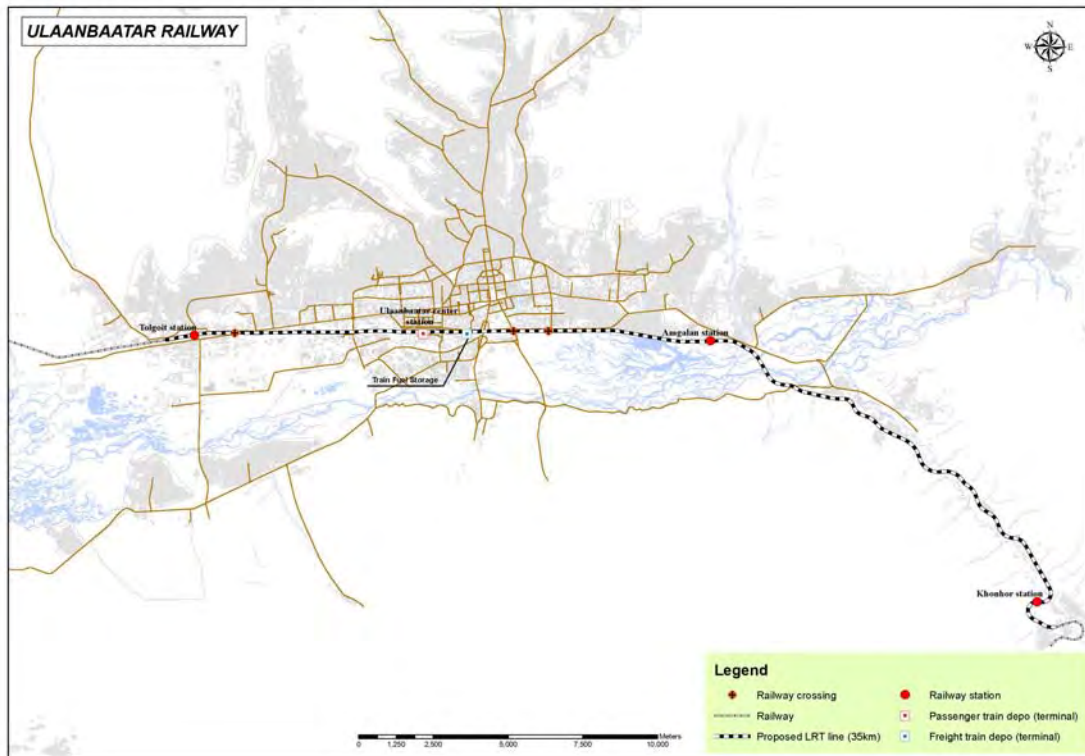 ULAANBAATAR RAILWAY
N
W
E
S
Ulaanbaatar center
station
Tolgoit station
Amgalan station
Train Fuel Storage
Khonhor station
Legend
Railway crossing
Railway station
Railway
Passenger train depo (terminal)
Proposed LRT line (35km)
Freight train depo (terminal)
Meters
0 1,250 2,500 5,000 7,500 10,000